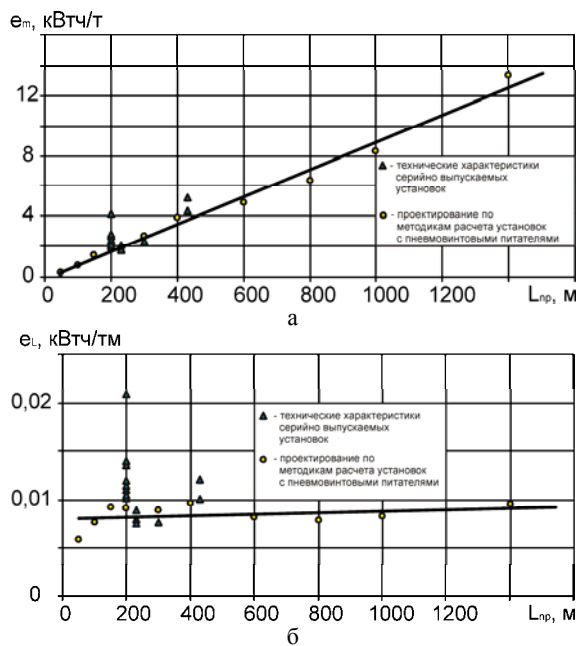 em, кВтч/т
12
8
4
0
- технические характеристики
серийно выпускаемых
установок
- проектирование по
методикам расчета установок
с пневмовинтовыми питателями
200 400 600 800 1000 1200 Lпр, м
а
eL, кВтч/тм
0,02
0,01
0
- технические характеристики
серийно выпускаемых
установок
- проектирование по
методикам расчета установок
с пневмовинтовыми питателями
0 200 400 600 800 1000 1200 Lпр, м
б